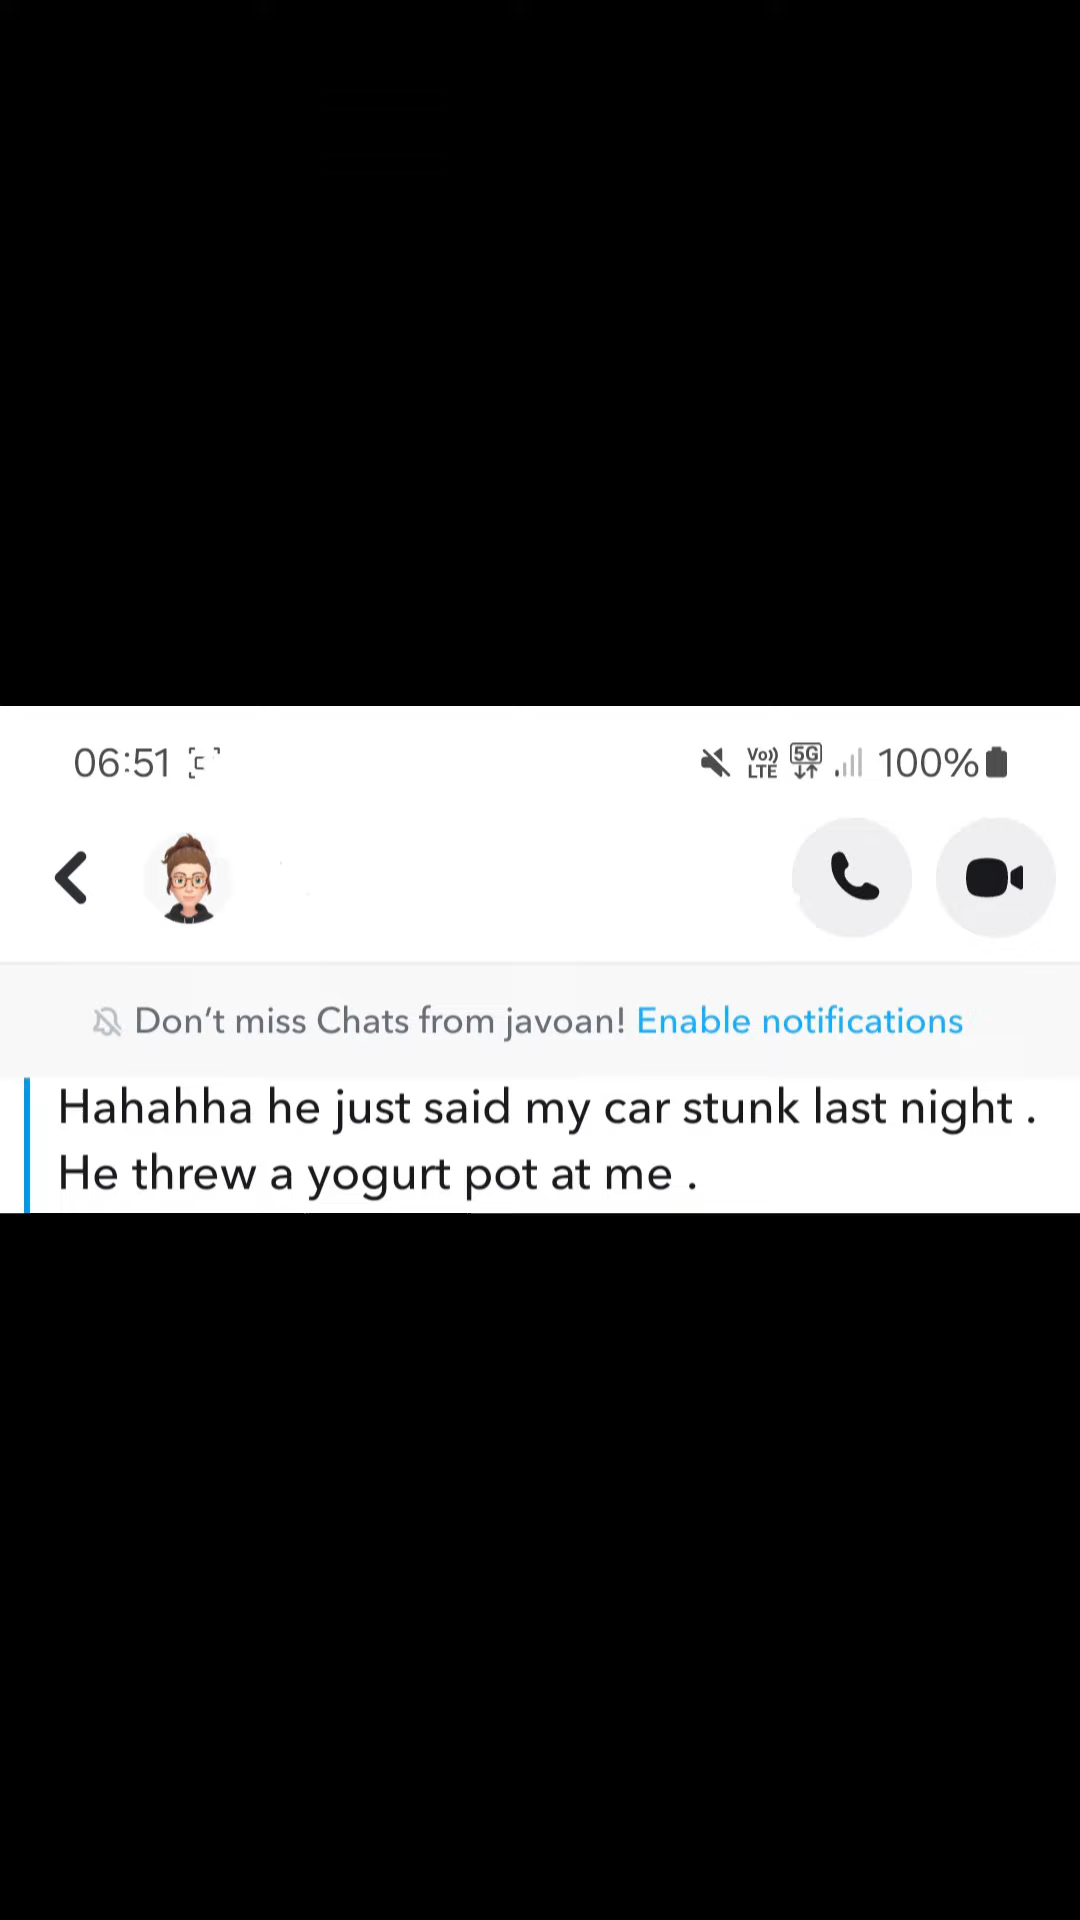 06:51 Vo)) LTE 5G 100%
Don't miss Chats from javoan! Enable notifications
Hahahha he just said my car stunk last night .
He threw a yogurt pot at me .